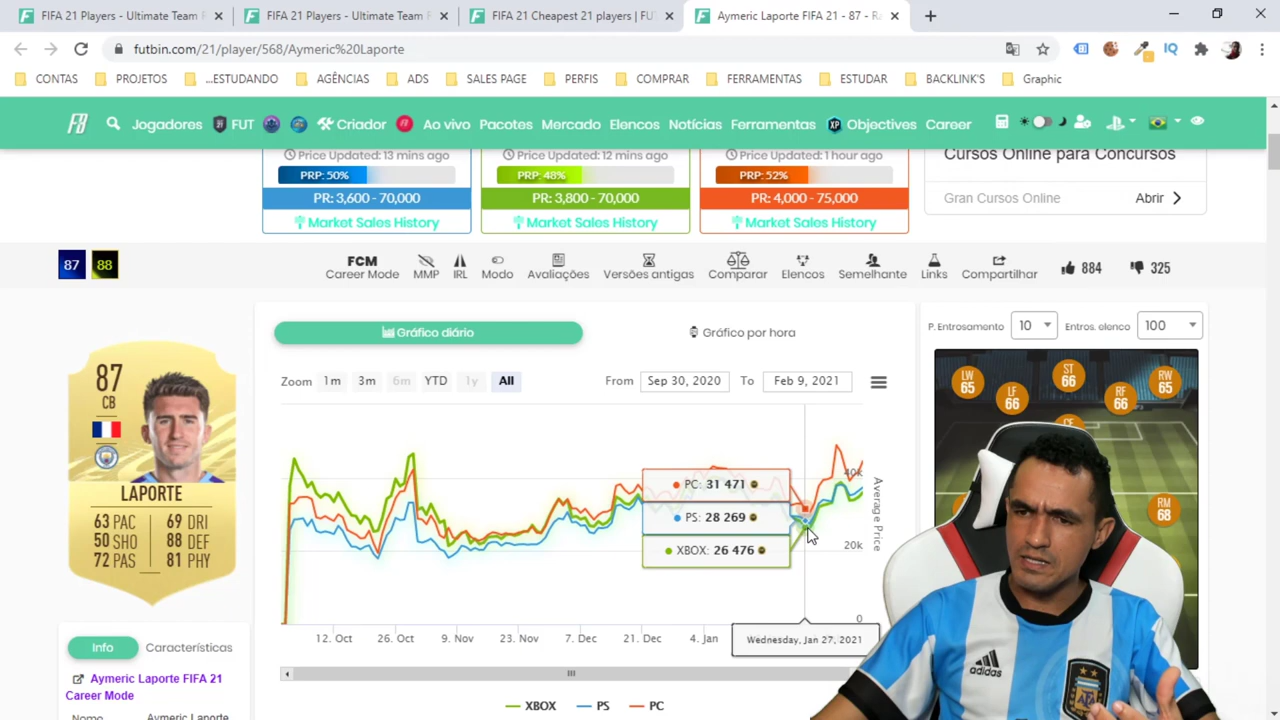 FIFA 21 Players - Ultimate Team F
FIFA 21 Players - Ultimate Team F
FIFA 21 Cheapest 21 players | FU
Aymeric Laporte FIFA 21 - 87 - Ra
futbin.com/21/player/568/Aymeric%20Laporte
CONTAS
PROJETOS
...ESTUDANDO
AGÊNCIAS
ADS
SALES PAGE
PERFIS
COMPRAR
FERRAMENTAS
ESTUDAR
BACKLINK'S
Graphic
Jogadores
FUT
Criador
Ao vivo
Pacotes
Mercado
Elencos
Notícias
Ferramentas
Objectives
Career
Price Updated: 13 mins ago
Price Updated: 12 mins ago
Price Updated: 1 hour ago
Cursos Online para Concursos
PRP: 50%
PRP: 48%
PRP: 52%
PR: 3,600 - 70,000
PR: 3,800 - 70,000
PR: 4,000 - 75,000
Gran Cursos Online
Abrir
Market Sales History
Market Sales History
Market Sales History
87
88
FCM
Career Mode
MMP
IRL
Modo
Avaliações
Versões antigas
Comparar
Elencos
Semelhante
Links
Compartilhar
884
325
Gráfico diário
Gráfico por hora
P. Entrosamento
10
Entros. elenco
100
Zoom
1m
3m
6m
YTD
1y
All
From
Sep 30, 2020
To
Feb 9, 2021
87
CB
LAPORTE
63 PAC
69 DRI
50 SHO
88 DEF
72 PAS
81 PHY
LW
65
LF
66
ST
66
RF
66
RW
65
CF
RM
68
PC: 31 471
PS: 28 269
XBOX: 26 476
40k
20k
0
Average Price
12. Oct
26. Oct
9. Nov
23. Nov
7. Dec
21. Dec
4. Jan
Wednesday, Jan 27, 2021
XBOX
PS
PC
Info
Características
Aymeric Laporte FIFA 21
Career Mode
Nome
Aymeric Laporte
adidas
AFA